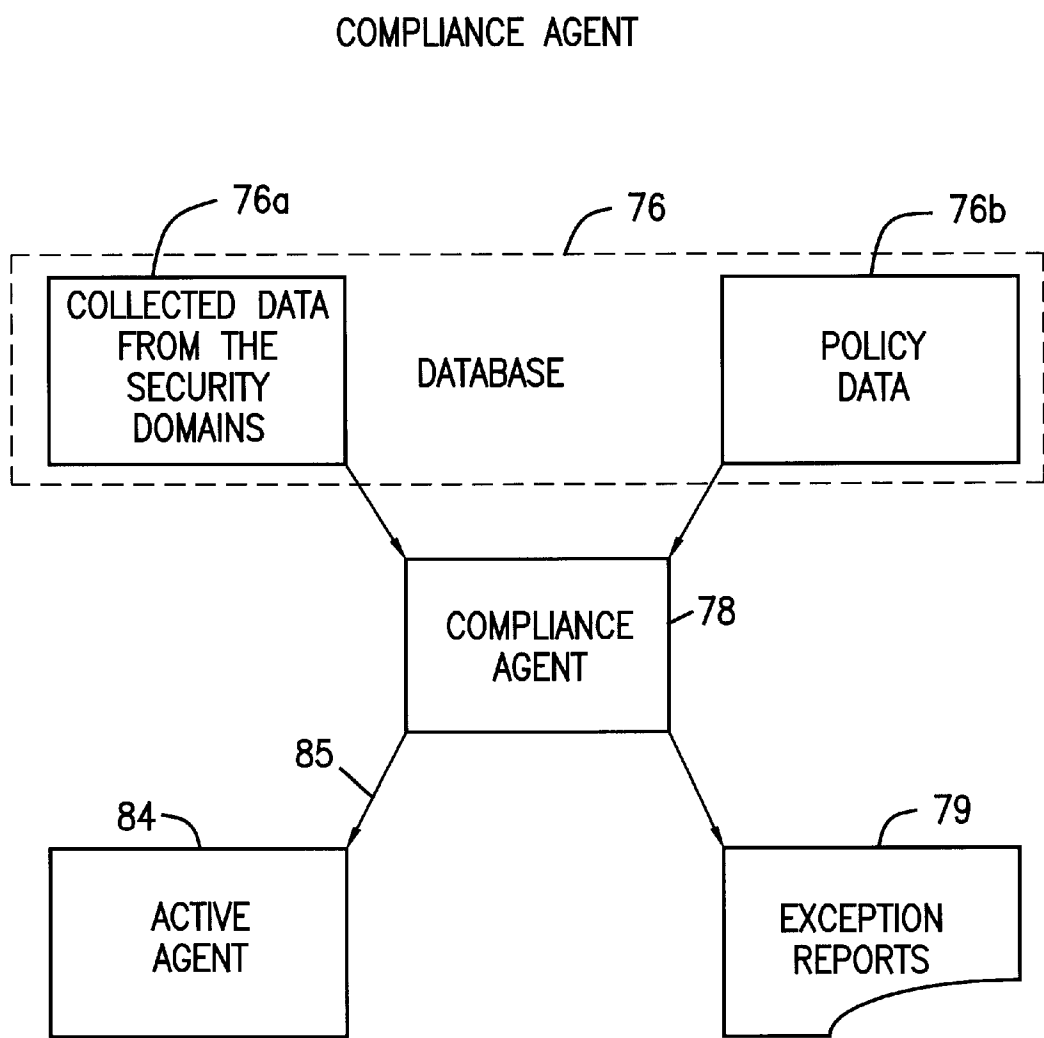 COMPLIANCE AGENT
76a
76
76b
COLLECTED DATA
FROM THE
SECURITY
DOMAINS
DATABASE
POLICY
DATA
COMPLIANCE
AGENT
78
85
84
79
ACTIVE
AGENT
EXCEPTION
REPORTS